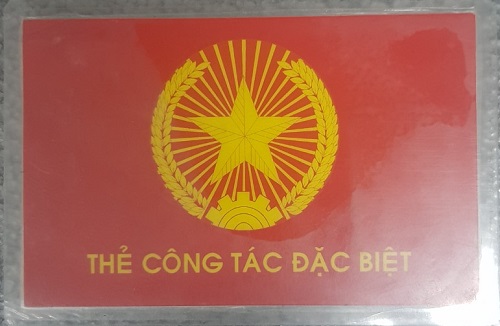 THẺ CÔNG TÁC ĐẶC BIỆT